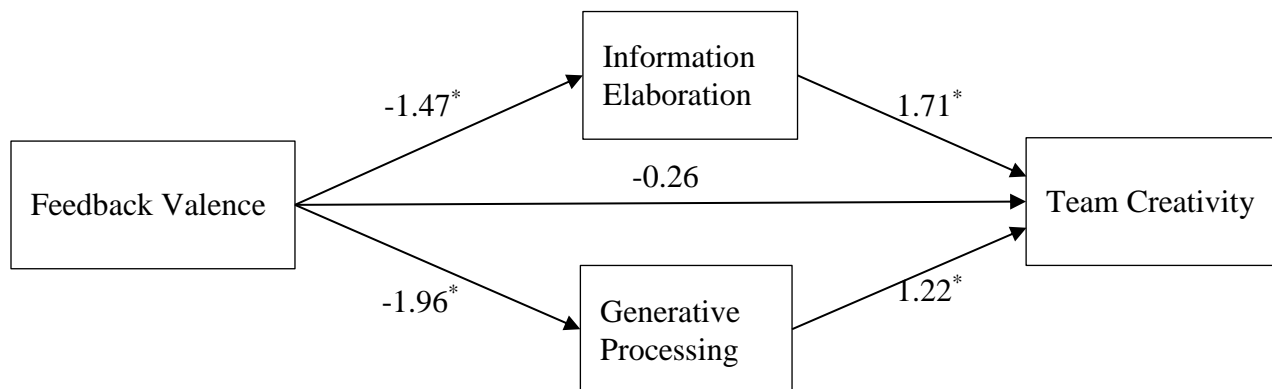 Information
Elaboration
-1.47*
1.71*
Feedback Valence
-0.26
Team Creativity
-1.96*
1.22*
Generative
Processing